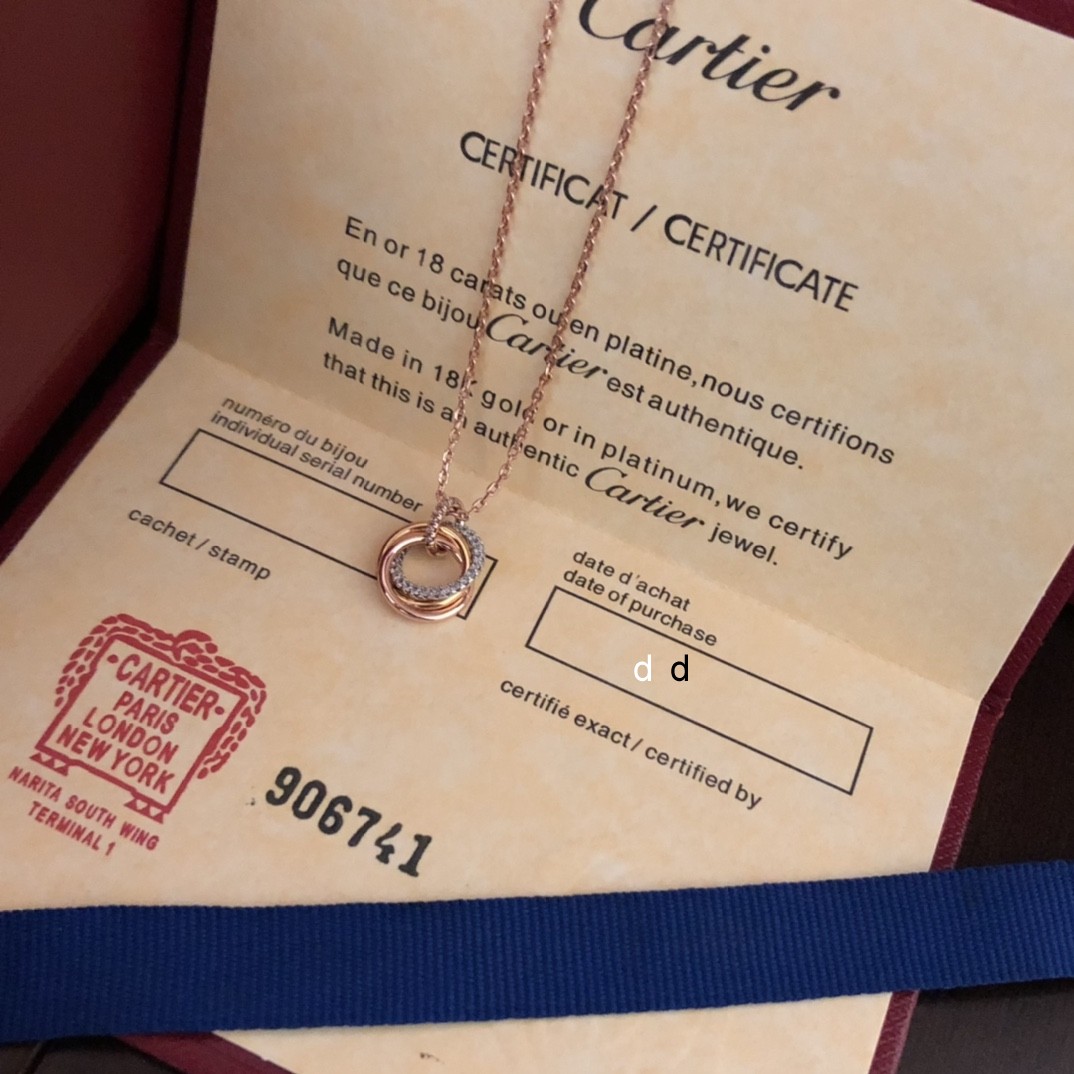 Cartier
CERTIFICAT / CERTIFICATE
En or 18 carats ou en platine, nous certifions
que ce bijou Cartier est authentique.
Made in 18K gold or in platinum, we certify
that this is an authentic Cartier jewel.
numéro du bijou
individual serial number
cachet / stamp
date d'achat
date of purchase
d d
certifié exact / certified by
CARTIER
PARIS
LONDON
NEW YORK
NARITA SOUTH WING
TERMINAL 1
906741